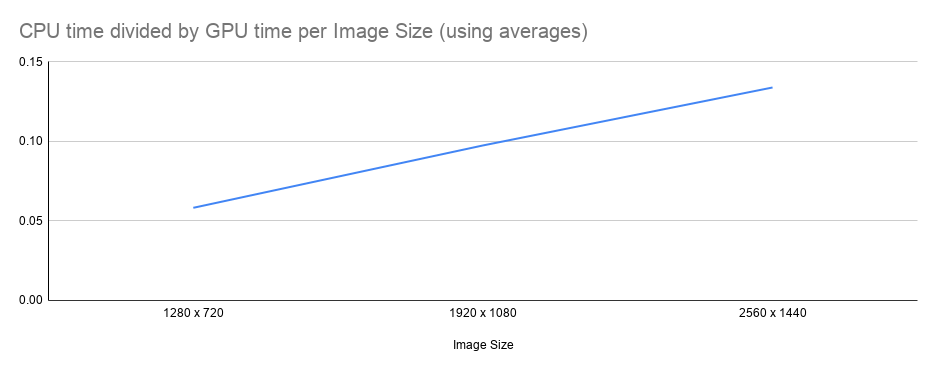 CPU time divided by GPU time per Image Size (using averages)
0.15
0.10
0.05
0.00
1280 x 720
1920 x 1080
2560 x 1440
Image Size